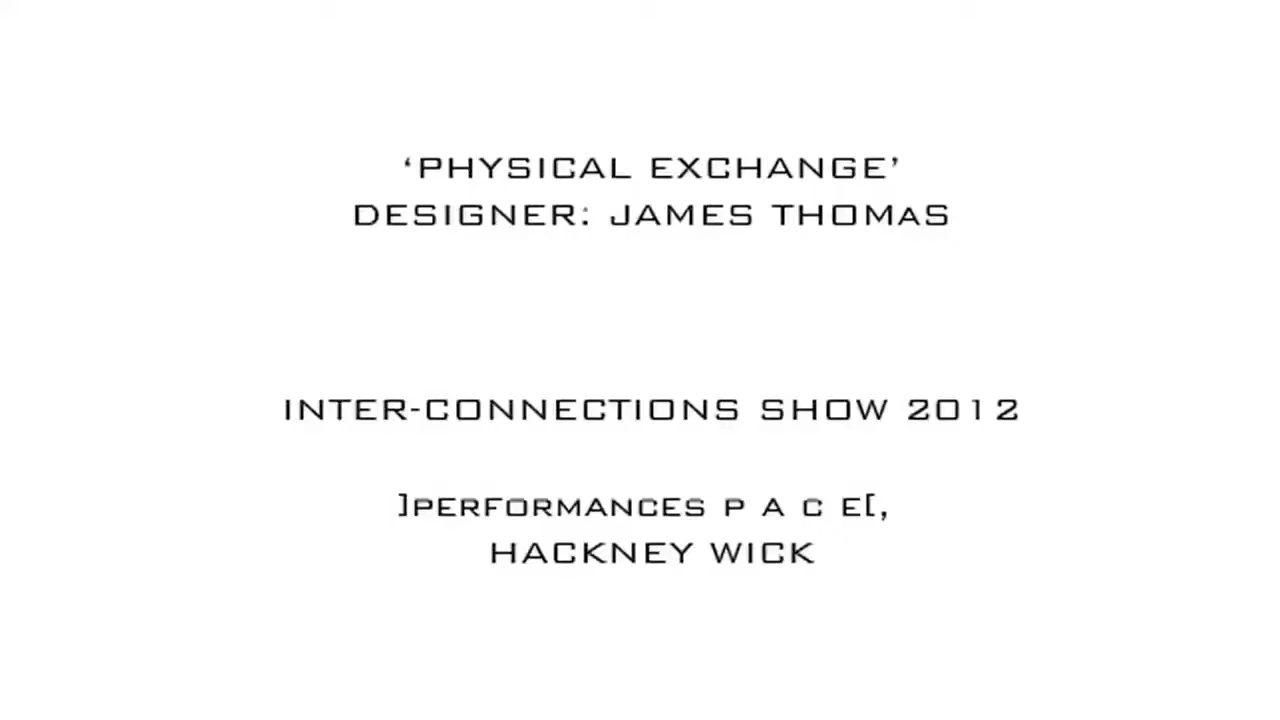 ‘PHYSICAL EXCHANGE’
DESIGNER: JAMES THOMAS
INTER-CONNECTIONS SHOW 2012
]PERFORMANCES P A C E[,
HACKNEY WICK